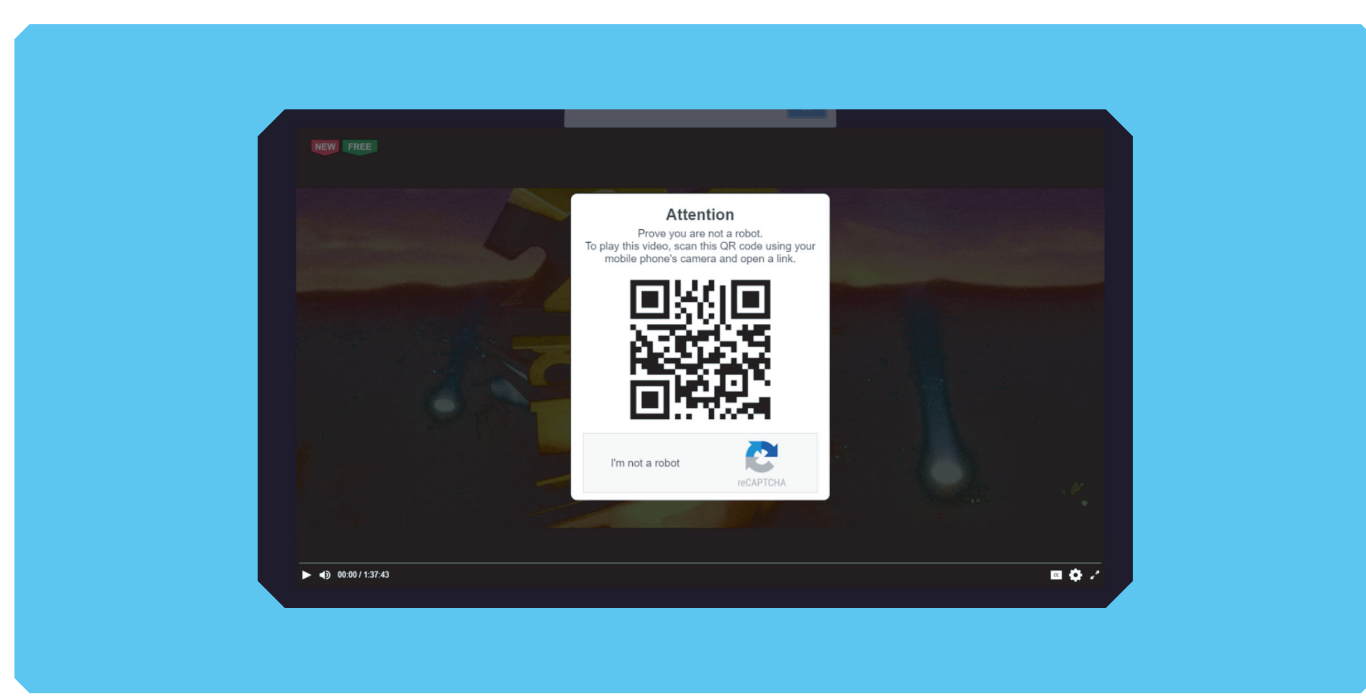 NEW FREE
Attention
Prove you are not a robot.
To play this video, scan this QR code using your
mobile phone's camera and open a link.
I'm not a robot
reCAPTCHA
00:00 / 1:37:43